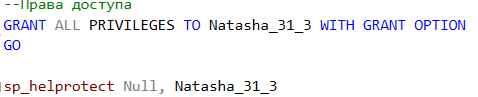 --Права доступа
GRANT ALL PRIVILEGES TO Natasha_31_3 WITH GRANT OPTION
GO
sp_helprotect Null, Natasha_31_3